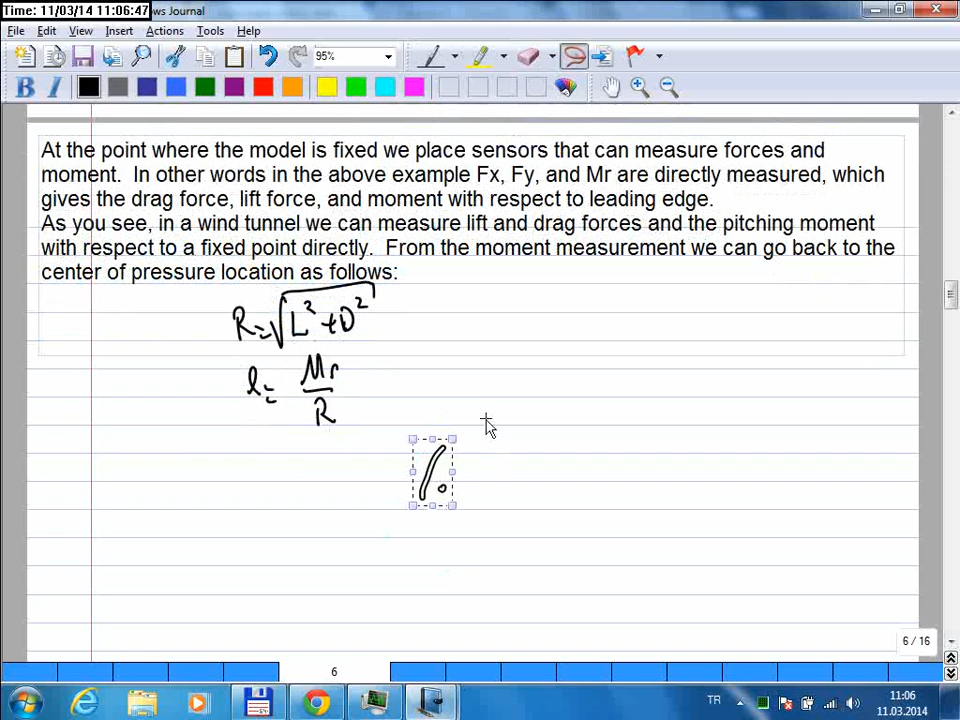 Time: 11/03/14 11:06:47
ws Journal
File Edit View Insert Actions Tools Help
95%
At the point where the model is fixed we place sensors that can measure forces and
moment. In other words in the above example Fx, Fy, and Mr are directly measured, which
gives the drag force, lift force, and moment with respect to leading edge.
As you see, in a wind tunnel we can measure lift and drag forces and the pitching moment
with respect to a fixed point directly. From the moment measurement we can go back to the
center of pressure location as follows:
R=√L²+D²
l= Mr
R
6 / 16
6
TR
11:06
11.03.2014